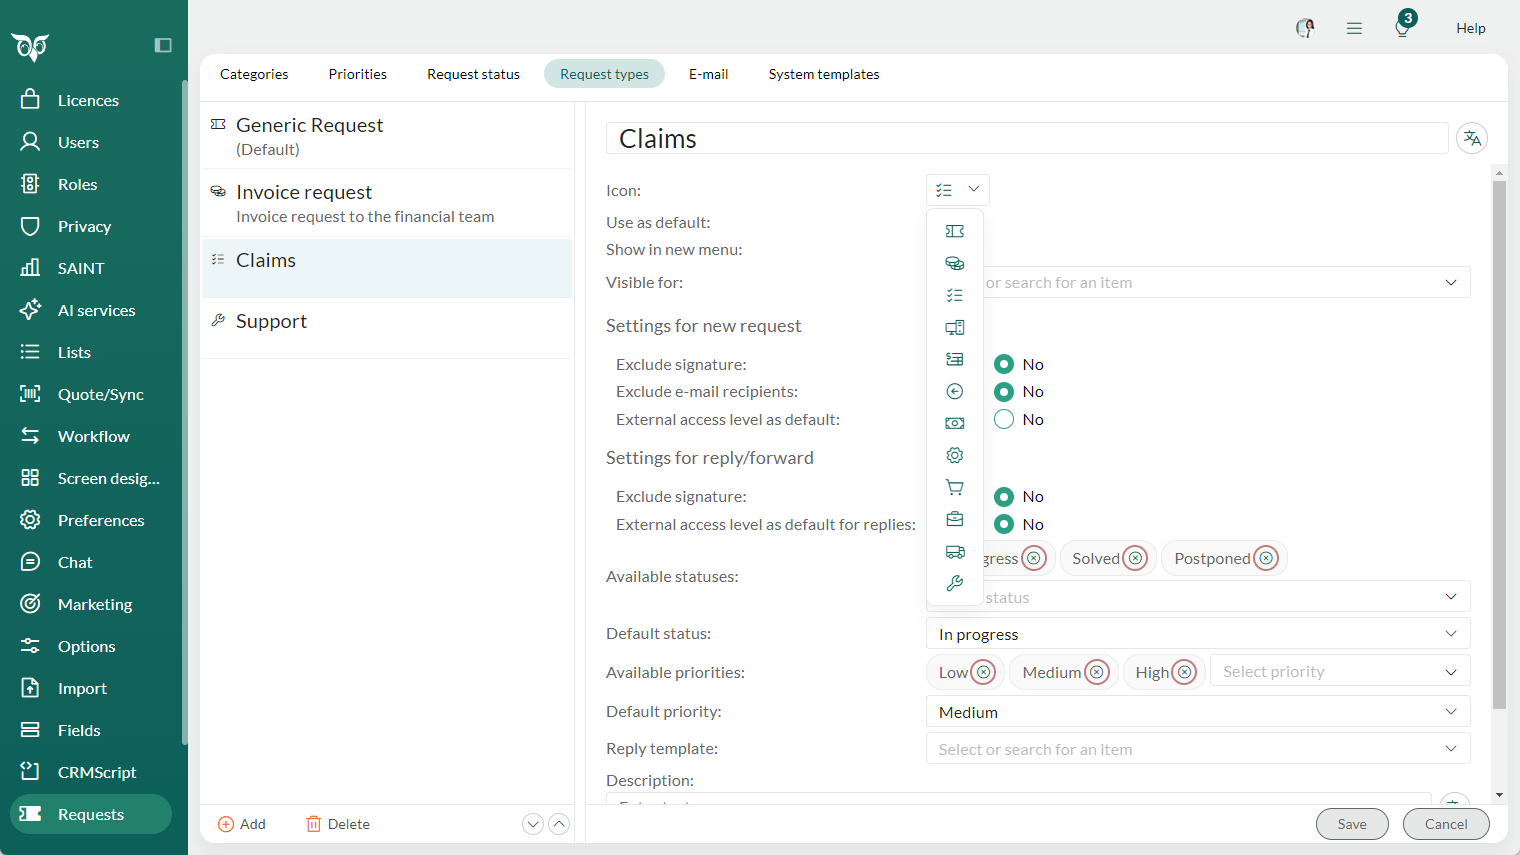 3
Help
Licences
Users
Roles
Privacy
SAINT
AI services
Lists
Quote/Sync
Workflow
Screen desig...
Preferences
Chat
Marketing
Options
Import
Fields
CRMScript
Requests
Categories
Priorities
Request status
Request types
E-mail
System templates
Generic Request
(Default)
Invoice request
Invoice request to the financial team
Claims
Support
Add
Delete
Claims
Icon:
Use as default:
Show in new menu:
Visible for:
or search for an item
Settings for new request
Exclude signature:
No
Exclude e-mail recipients:
No
External access level as default:
No
Settings for reply/forward
Exclude signature:
No
External access level as default for replies:
No
Available statuses:
gress
Solved
Postponed
status
Default status:
In progress
Available priorities:
Low
Medium
High
Select priority
Default priority:
Medium
Reply template:
Select or search for an item
Description:
Save
Cancel